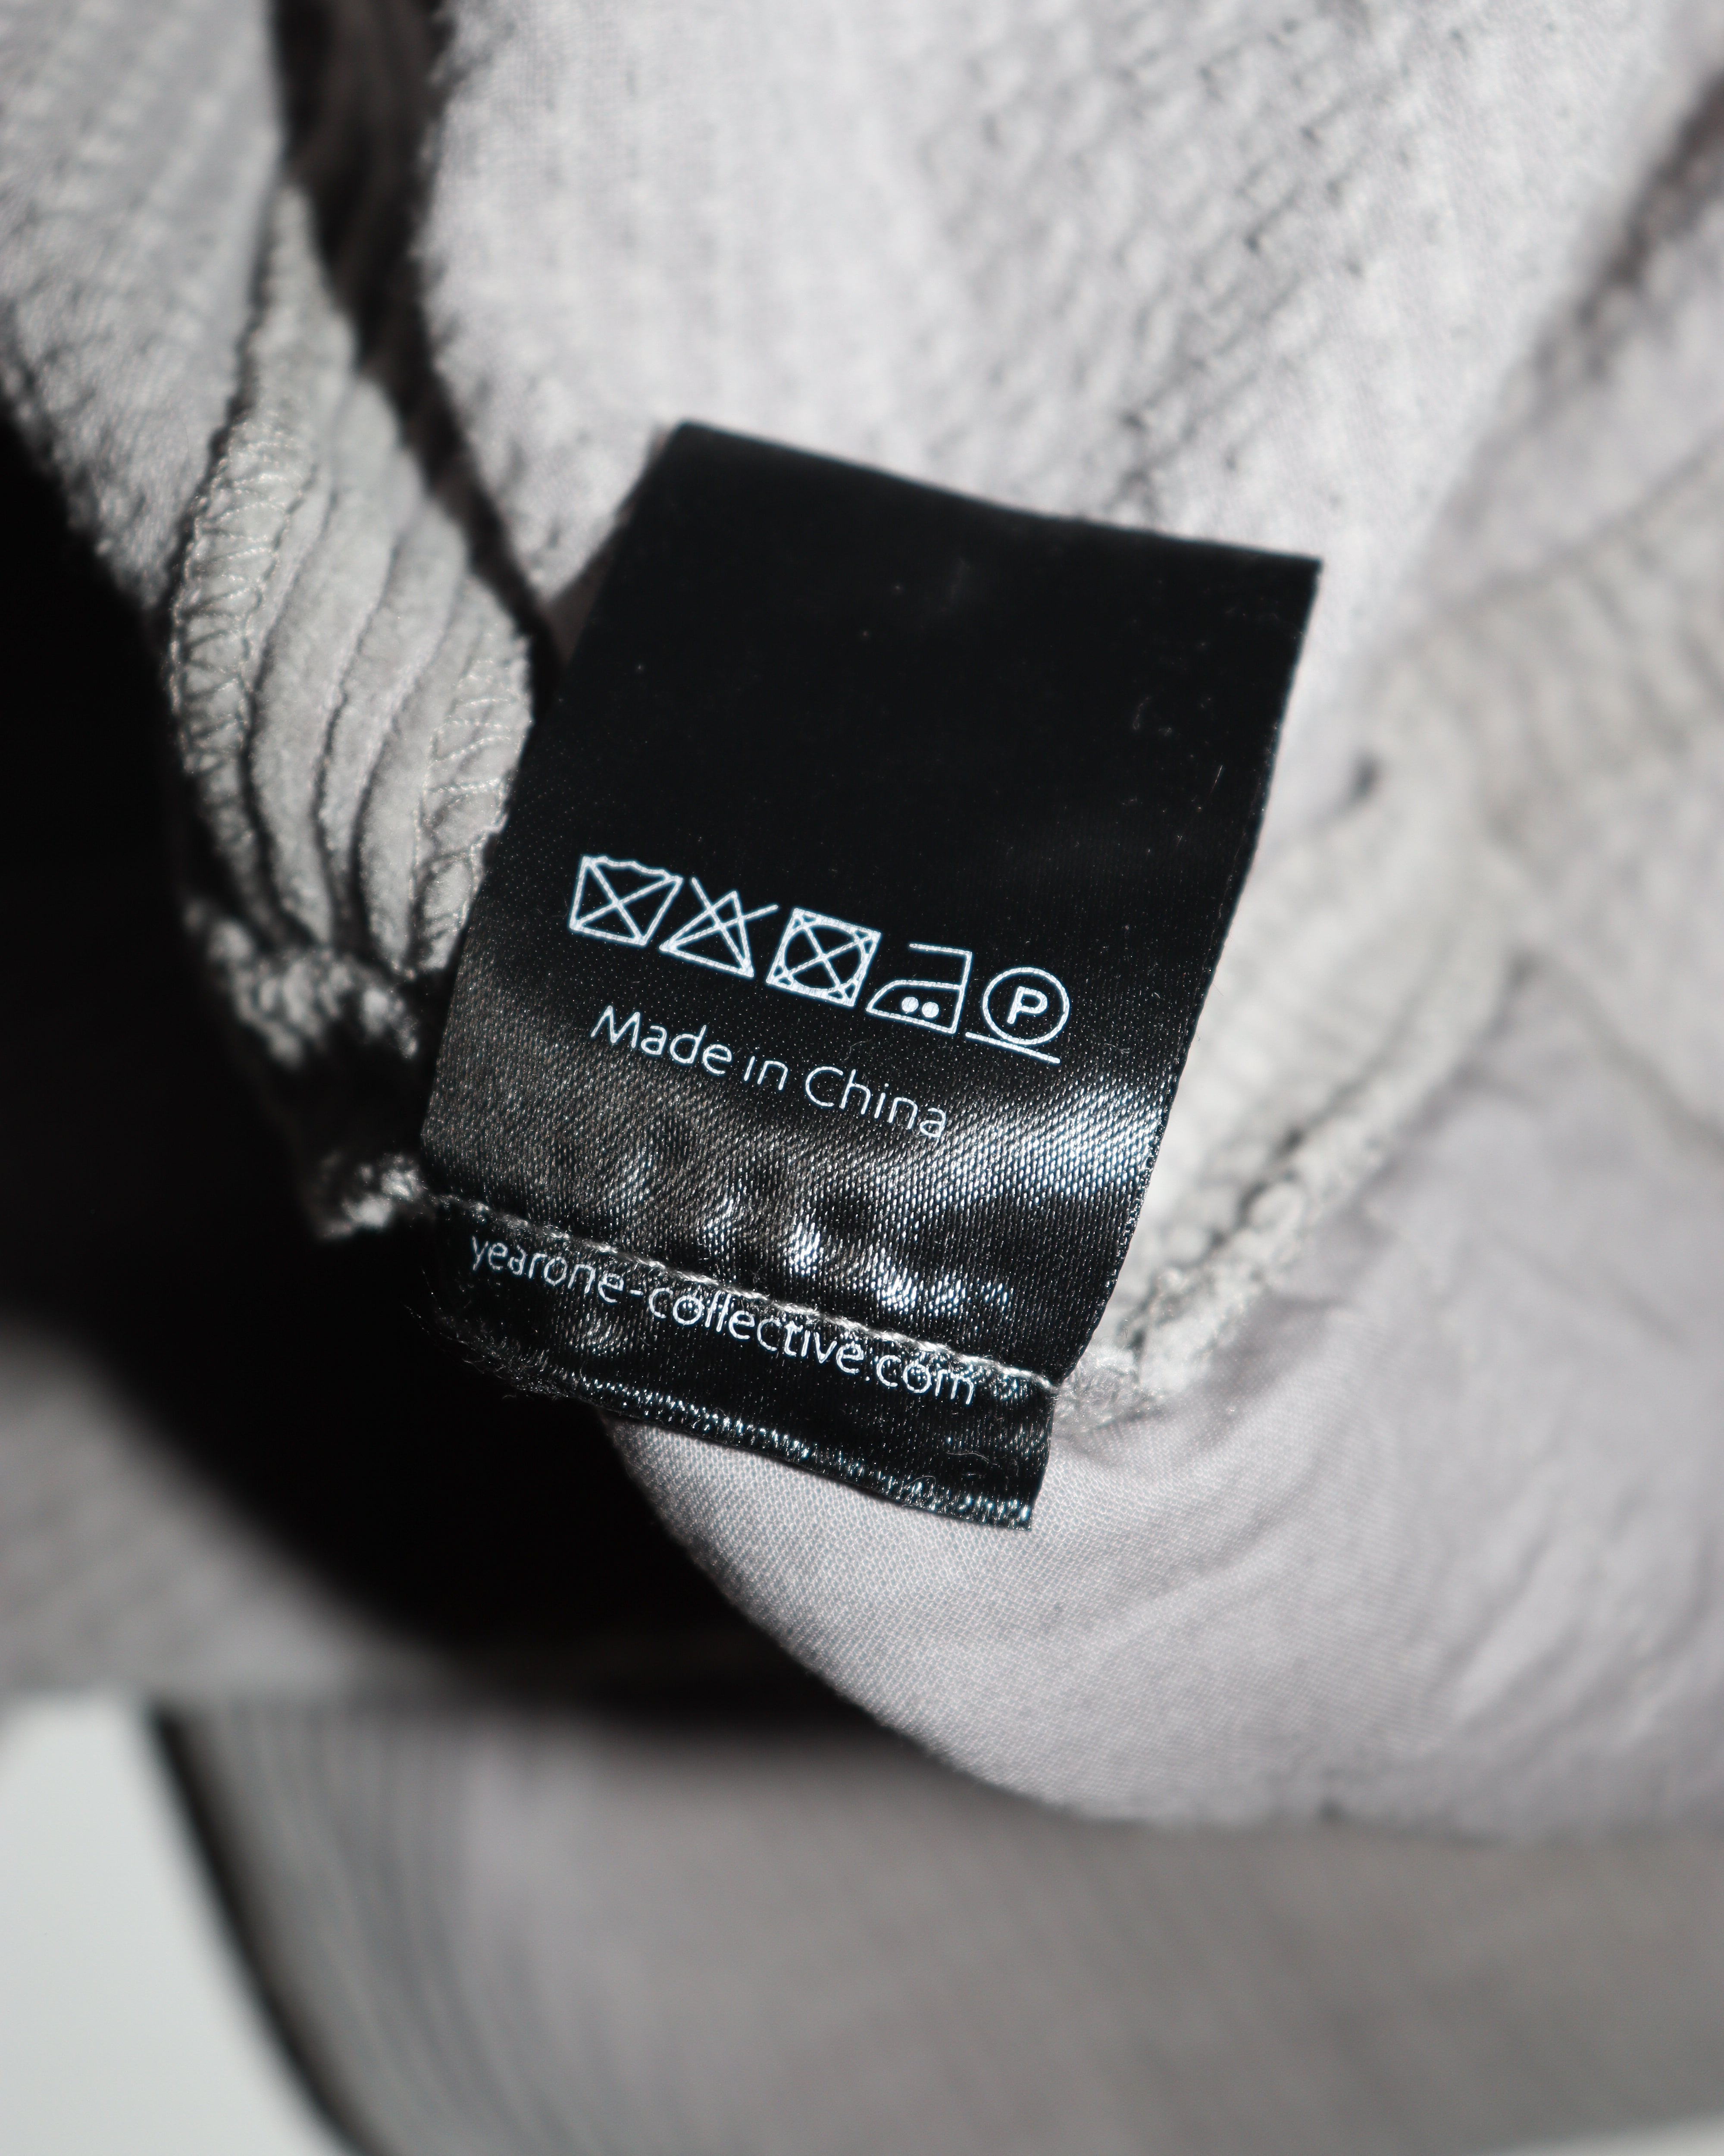 P
Made in China
yearone-collective.com